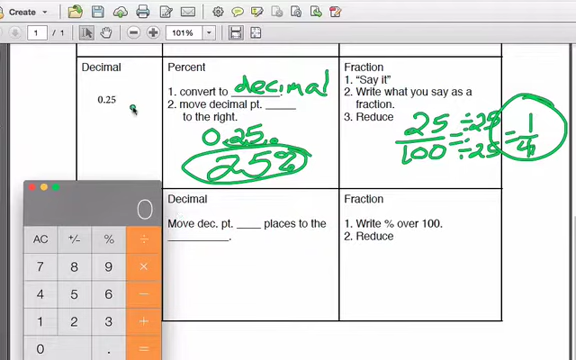 Create
1 / 1
101%
Decimal
0.25
Percent
1. convert to decimal
2. move decimal pt. _____
to the right.
0.25.
25%
Fraction
1. "Say it"
2. Write what you say as a
fraction.
3. Reduce
25 ÷25 1
— = — = —
100 ÷25 4
Decimal
Move dec. pt. ____ places to the
__________.
Fraction
1. Write % over 100.
2. Reduce
0
AC +/- % ÷
7 8 9 ×
4 5 6 −
1 2 3 +
0 . =